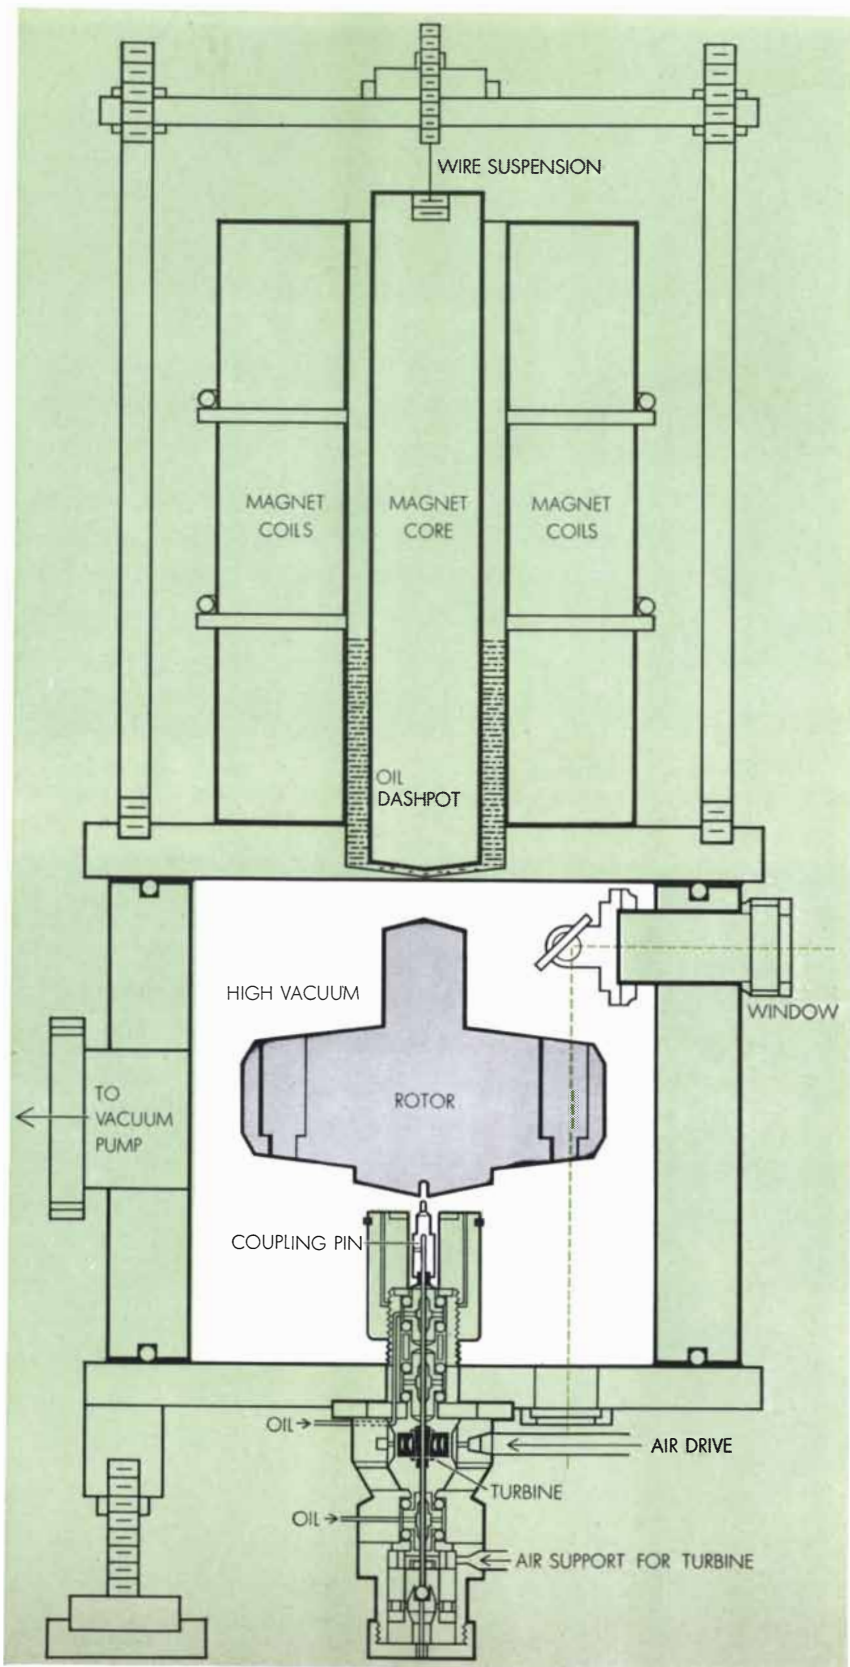 WIRE SUSPENSION
MAGNET
COILS
MAGNET
CORE
MAGNET
COILS
OIL
DASHPOT
HIGH VACUUM
WINDOW
TO
VACUUM
PUMP
ROTOR
COUPLING PIN
OIL
AIR DRIVE
TURBINE
OIL
AIR SUPPORT FOR TURBINE